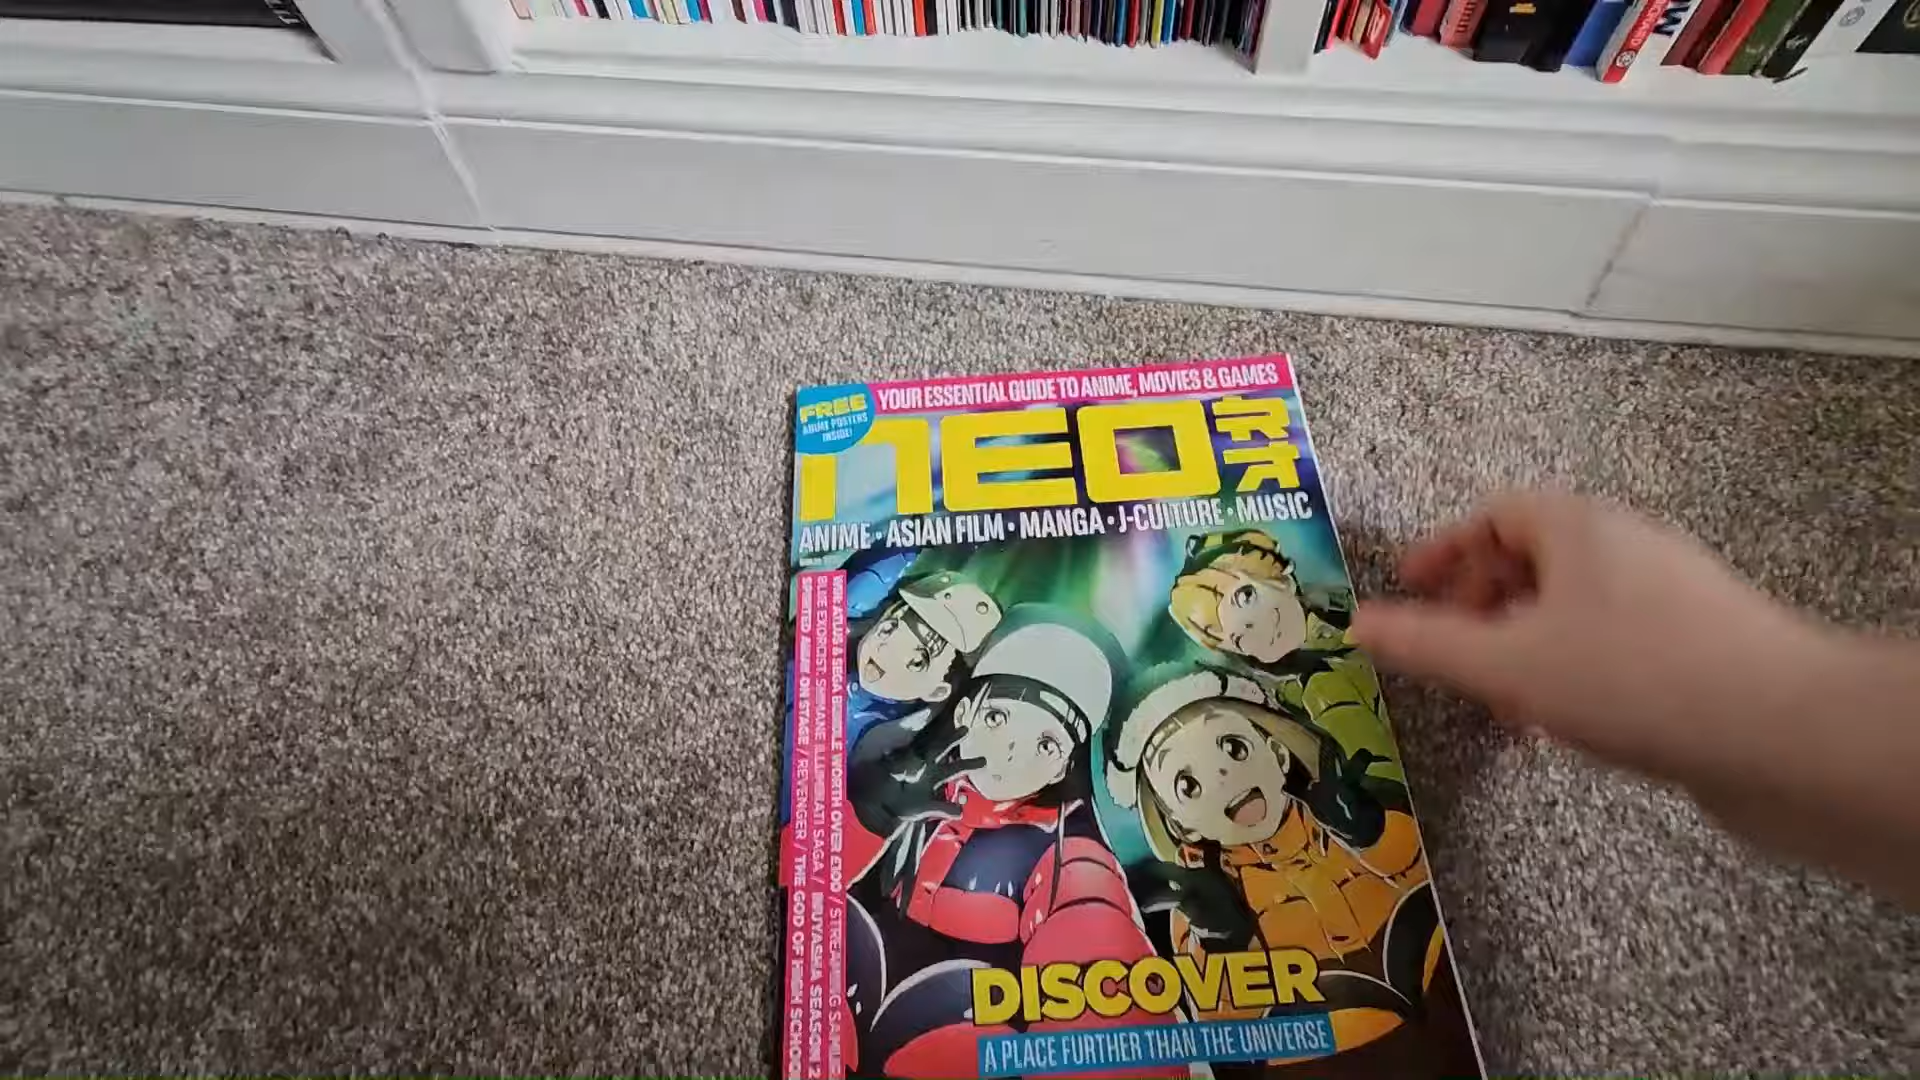 YOUR ESSENTIAL GUIDE TO ANIME, MOVIES & GAMES
FREE
ANIME POSTERS
INSIDE!
NEO
ANIME · ASIAN FILM · MANGA · J-CULTURE · MUSIC
WIN: ATLUS & SEGA BUNDLE WORTH OVER £100 / STREAMING
BLUE EXORCIST: SHIMANE ILLUMINATI SAGA / INUYASHA SEASON 2
SPIRITED AWAY ON STAGE / REVENGER / THE GOD OF HIGH SCHOOL
DISCOVER
A PLACE FURTHER THAN THE UNIVERSE